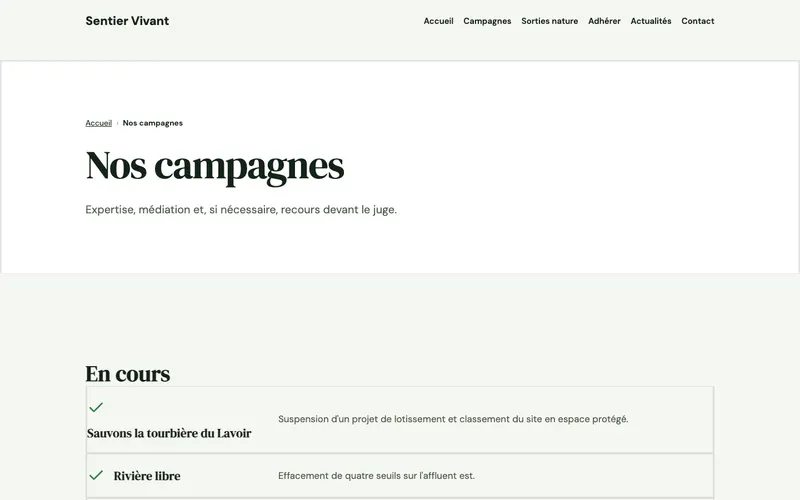 Sentier Vivant
Accueil Campagnes Sorties nature Adhérer Actualités Contact
Accueil / Nos campagnes
Nos campagnes
Expertise, médiation et, si nécessaire, recours devant le juge.
En cours
Sauvons la tourbière du Lavoir
Suspension d'un projet de lotissement et classement du site en espace protégé.
Rivière libre
Effacement de quatre seuils sur l'affluent est.